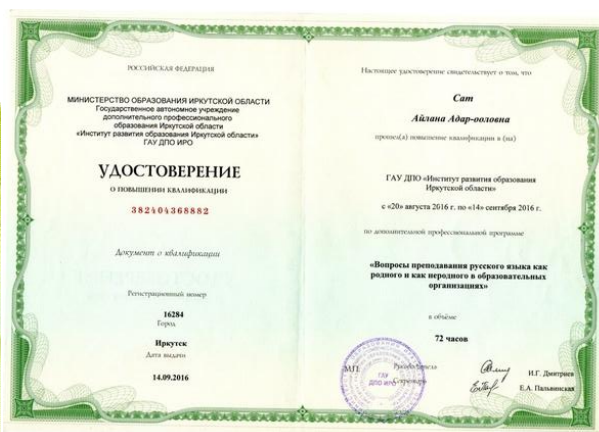 РОССИЙСКАЯ ФЕДЕРАЦИЯ
МИНИСТЕРСТВО ОБРАЗОВАНИЯ ИРКУТСКОЙ ОБЛАСТИ
Государственное автономное учреждение
дополнительного профессионального
образования Иркутской области
«Институт развития образования Иркутской области»
ГАУ ДПО ИРО
УДОСТОВЕРЕНИЕ
О ПОВЫШЕНИИ КВАЛИФИКАЦИИ
382404368882
Документ о квалификации
Регистрационный номер
16284
Город
Иркутск
Дата выдачи
14.09.2016
Настоящее удостоверение свидетельствует о том, что
Сат
Айлана Адар-ооловна
прошел(а) повышение квалификации в (на)
ГАУ ДПО «Институт развития образования
Иркутской области»
с «20» августа 2016 г. по «14» сентября 2016 г.
по дополнительной профессиональной программе
«Вопросы преподавания русского языка как
родного и как неродного в образовательных
организациях»
в объёме
72 часов
М.П.
Руководитель
И.Г. Дмитриев
Секретарь
Е.А. Пальвинская
ГАУ
ДПО ИРО